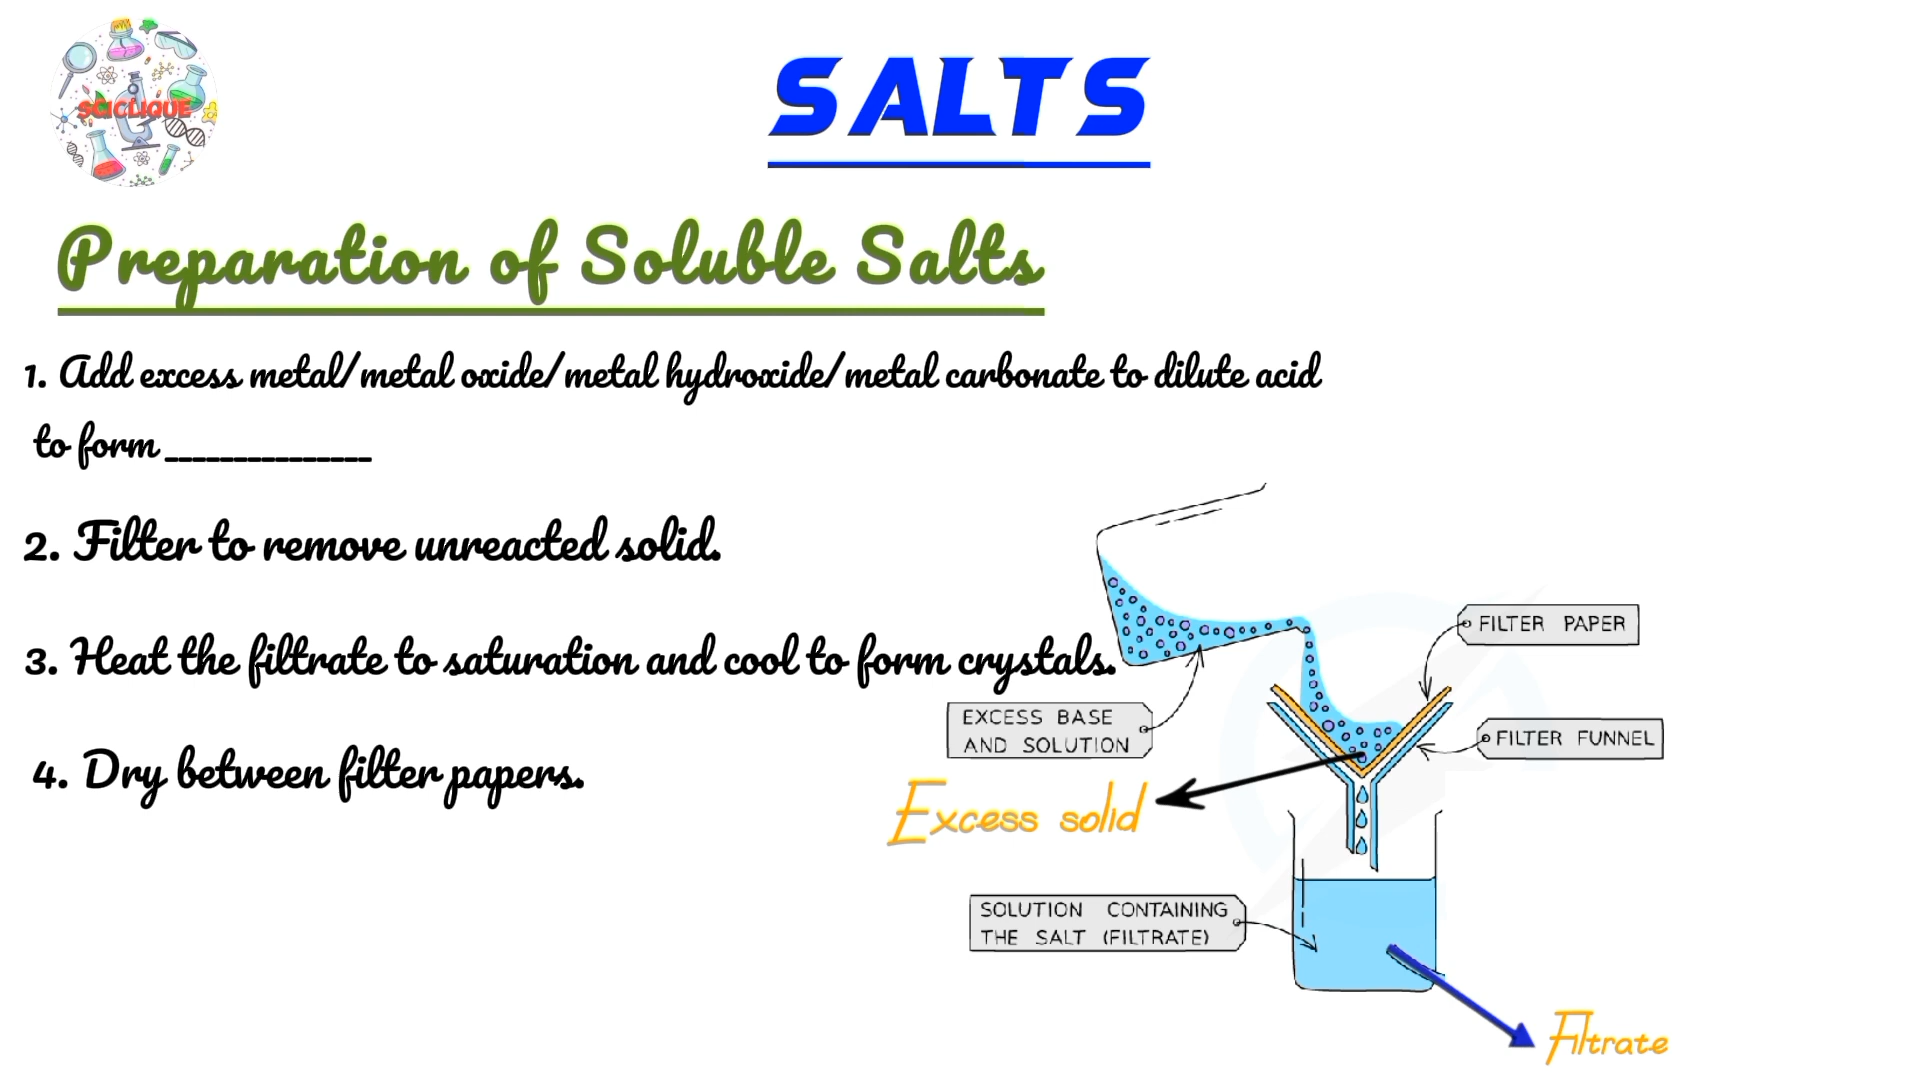 SCICLIQUE
SALTS
Preparation of Soluble Salts
1. Add excess metal/metal oxide/metal hydroxide/metal carbonate to dilute acid
to form _______________
2. Filter to remove unreacted solid.
3. Heat the filtrate to saturation and cool to form crystals.
4. Dry between filter papers.
FILTER PAPER
EXCESS BASE
AND SOLUTION
FILTER FUNNEL
Excess solid
SOLUTION CONTAINING
THE SALT (FILTRATE)
Filtrate